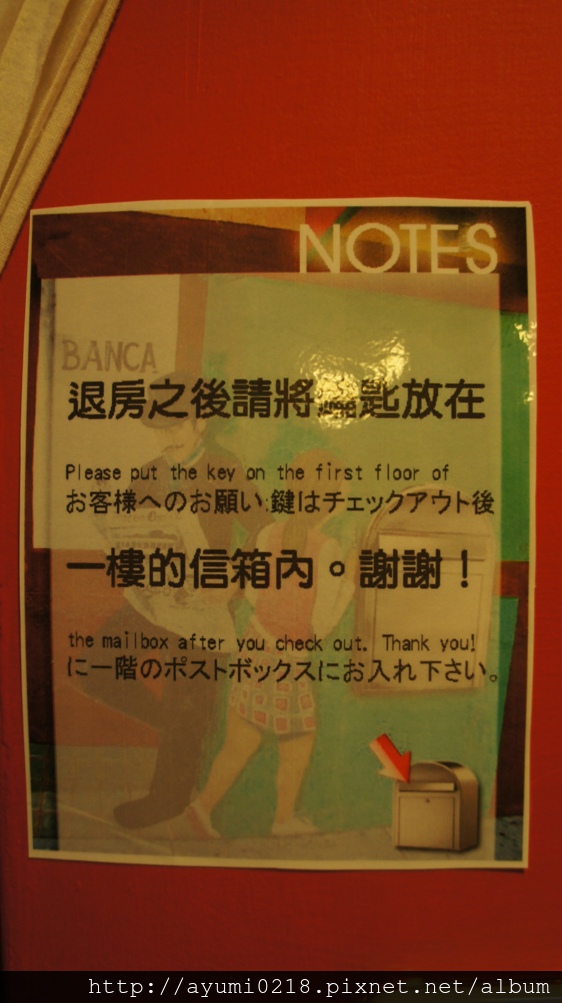 NOTES
BANCA
退房之後請將 匙放在
Please put the key on the first floor of
お客様へのお願い:鍵はチェックアウト後
一樓的信箱內。謝謝!
the mailbox after you check out. Thank you!
に一階のポストボックスにお入れ下さい。
http://ayumi0218.pixnet.net/album